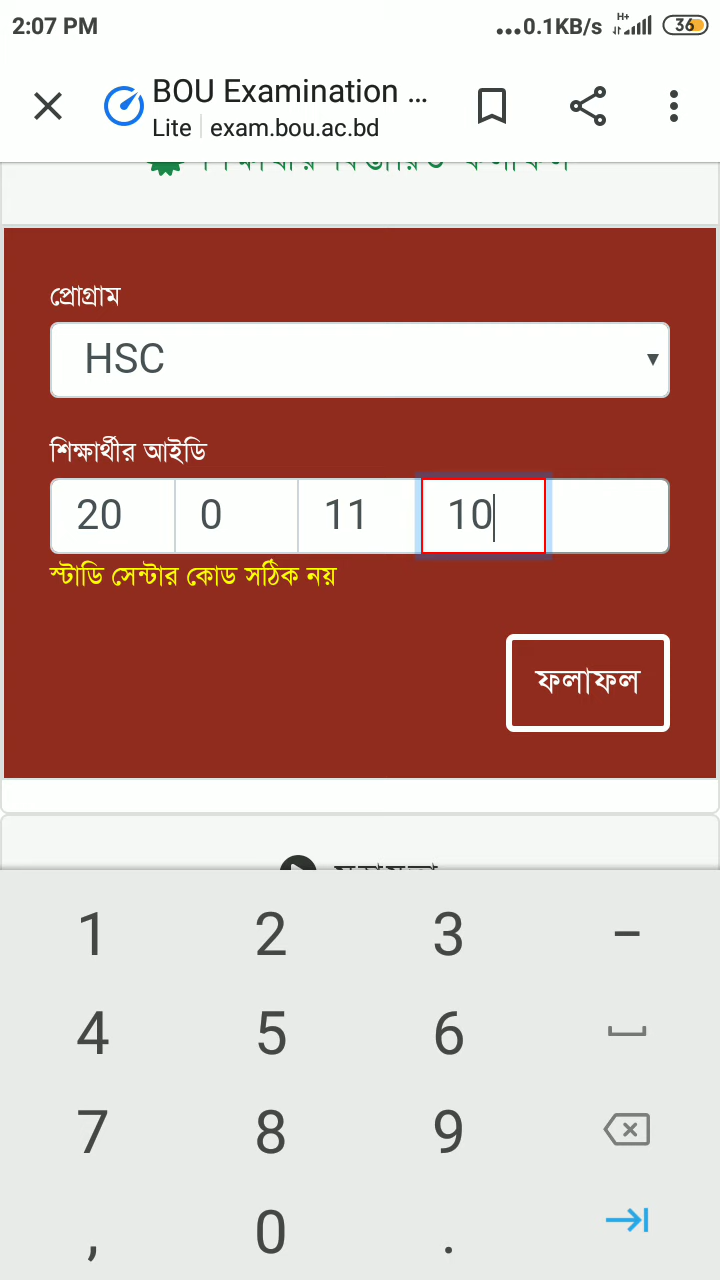 2:07 PM ...0.1KB/s H+ 36
BOU Examination ...
Lite exam.bou.ac.bd
প্রোগ্রাম
HSC
শিক্ষার্থীর আইডি
20 0 11 10
স্টাডি সেন্টার কোড সঠিক নয়
ফলাফল
1 2 3 -
4 5 6
7 8 9
, 0 .